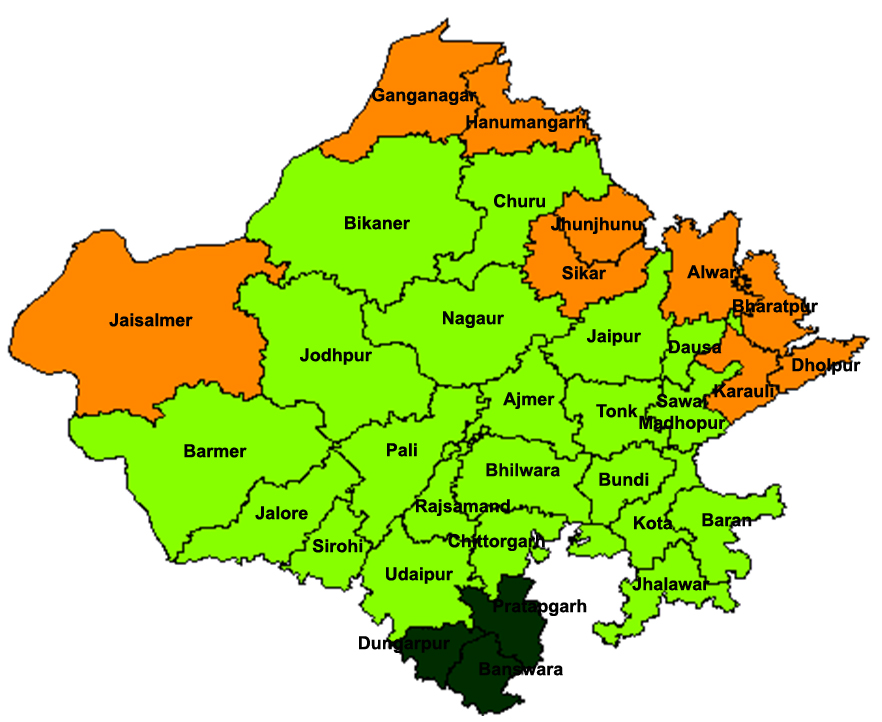 Ganganagar
Hanumangarh
Churu
Bikaner
Jhunjhunu
Sikar
Alwar
Bharatpur
Jaisalmer
Nagaur
Jaipur
Dausa
Jodhpur
Dholpur
Karauli
Ajmer
Sawai
Tonk
Madhopur
Barmer
Pali
Bhilwara
Bundi
Rajsamand
Jalore
Kota
Baran
Sirohi
Chittorgarh
Udaipur
Jhalawar
Pratapgarh
Dungarpur
Banswara